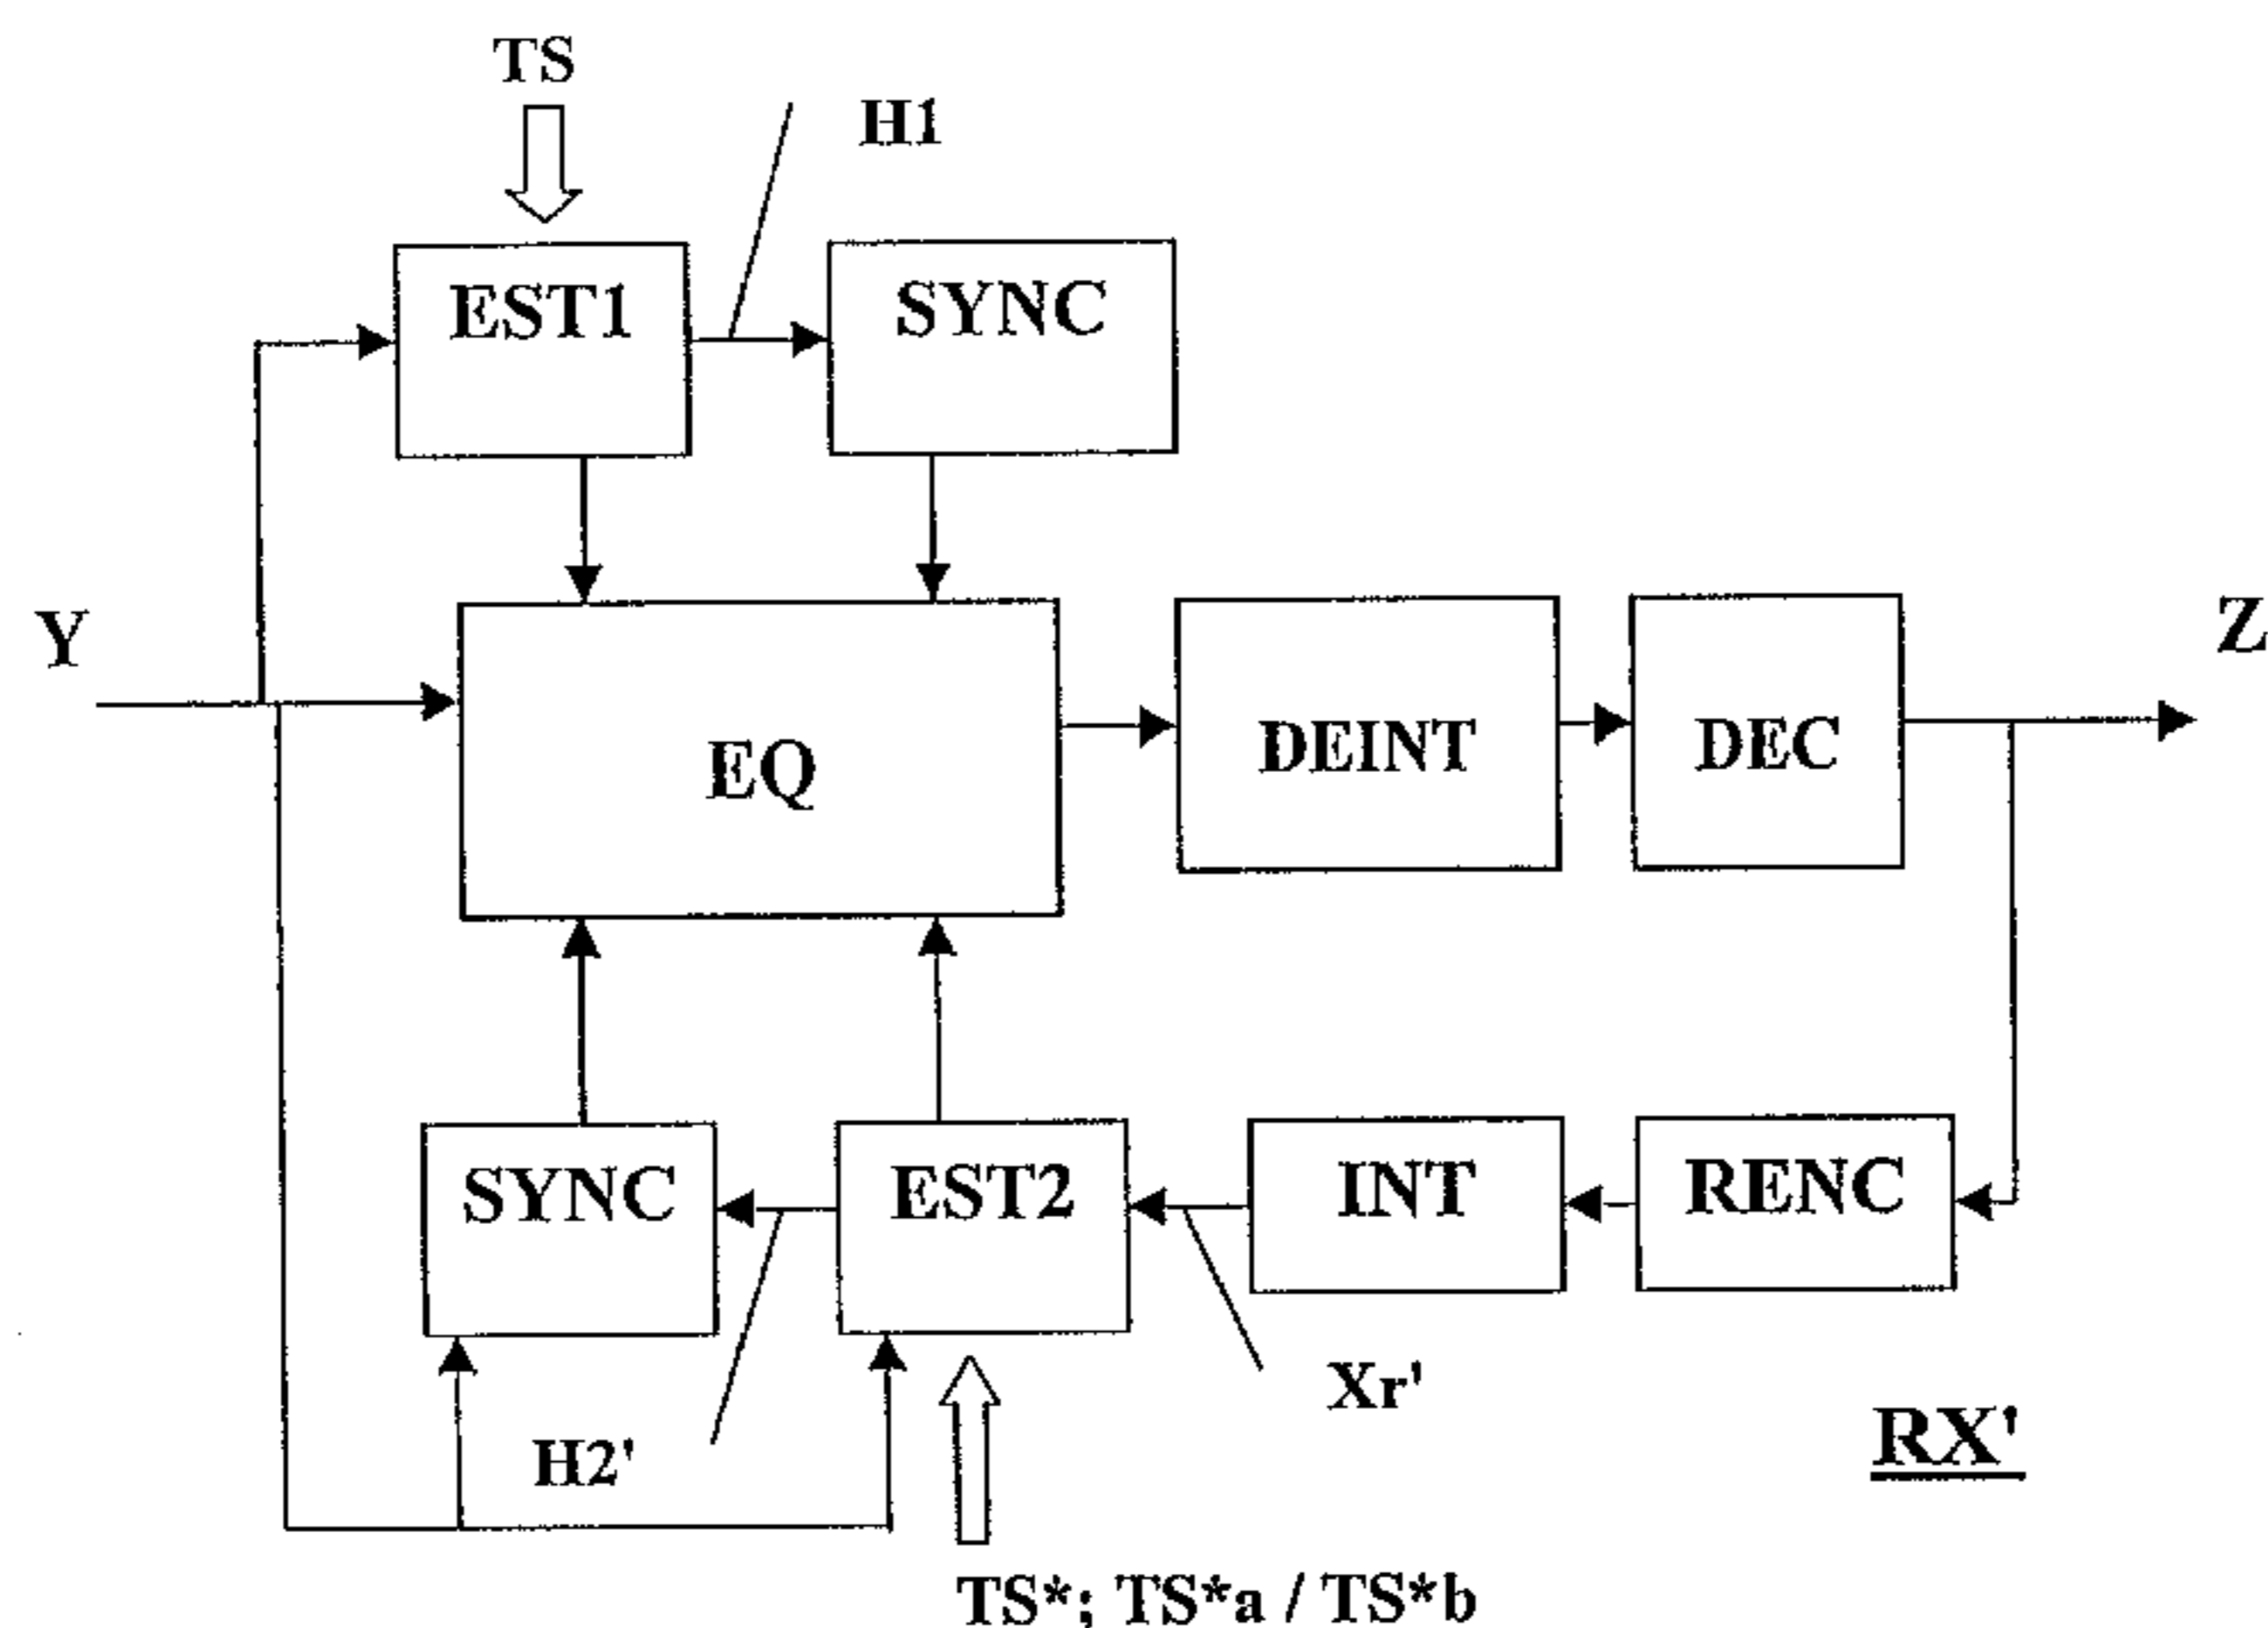 TS
H1
EST1
SYNC
Y
Z
EQ
DEINT
DEC
SYNC
EST2
INT
RENC
H2'
Xr'
RX'
TS*; TS*a / TS*b